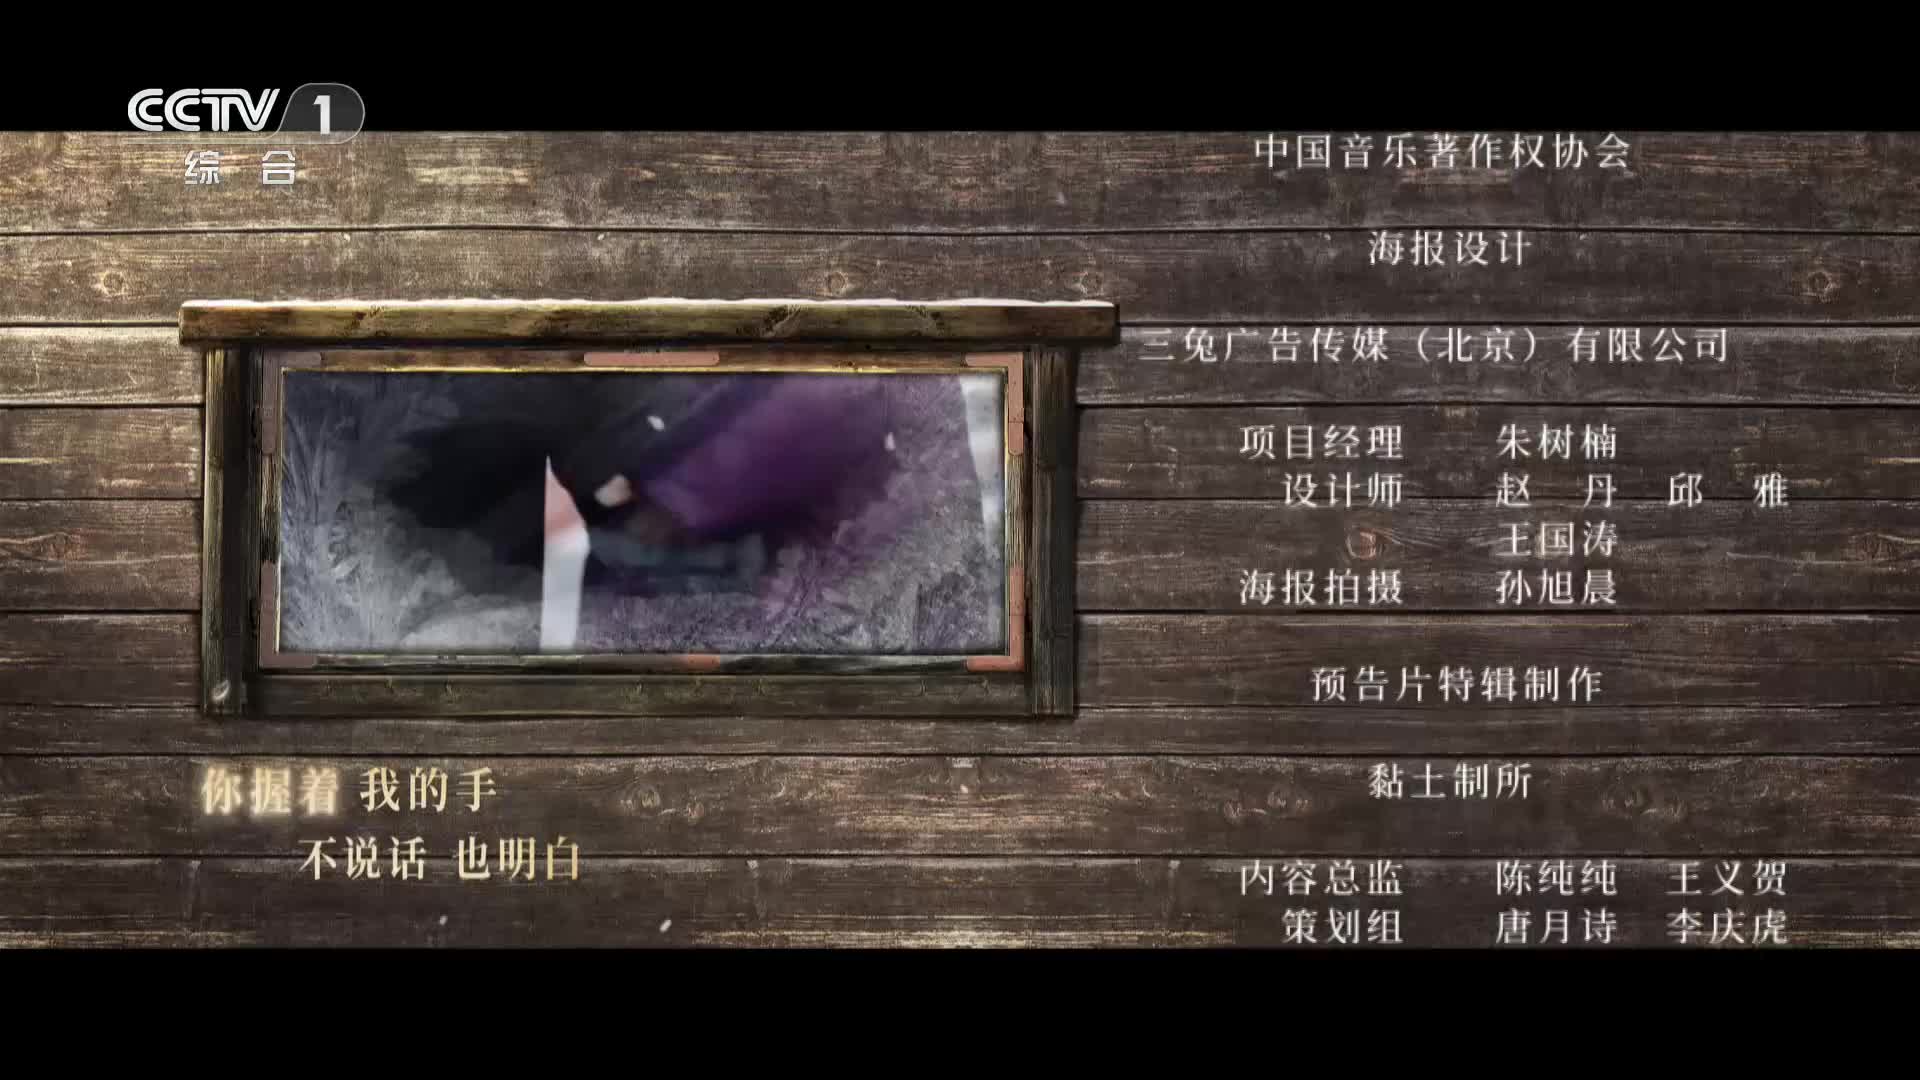 CCTV 1
综 合
中国音乐著作权协会
海报设计
三兔广告传媒（北京）有限公司
项目经理 朱树楠
设计师 赵 丹 邱 雅
王国涛
海报拍摄 孙旭晨
预告片特辑制作
黏土制所
内容总监 陈纯纯 王义贺
策划组 唐月诗 李庆虎
你握着 我的手
不说话 也明白